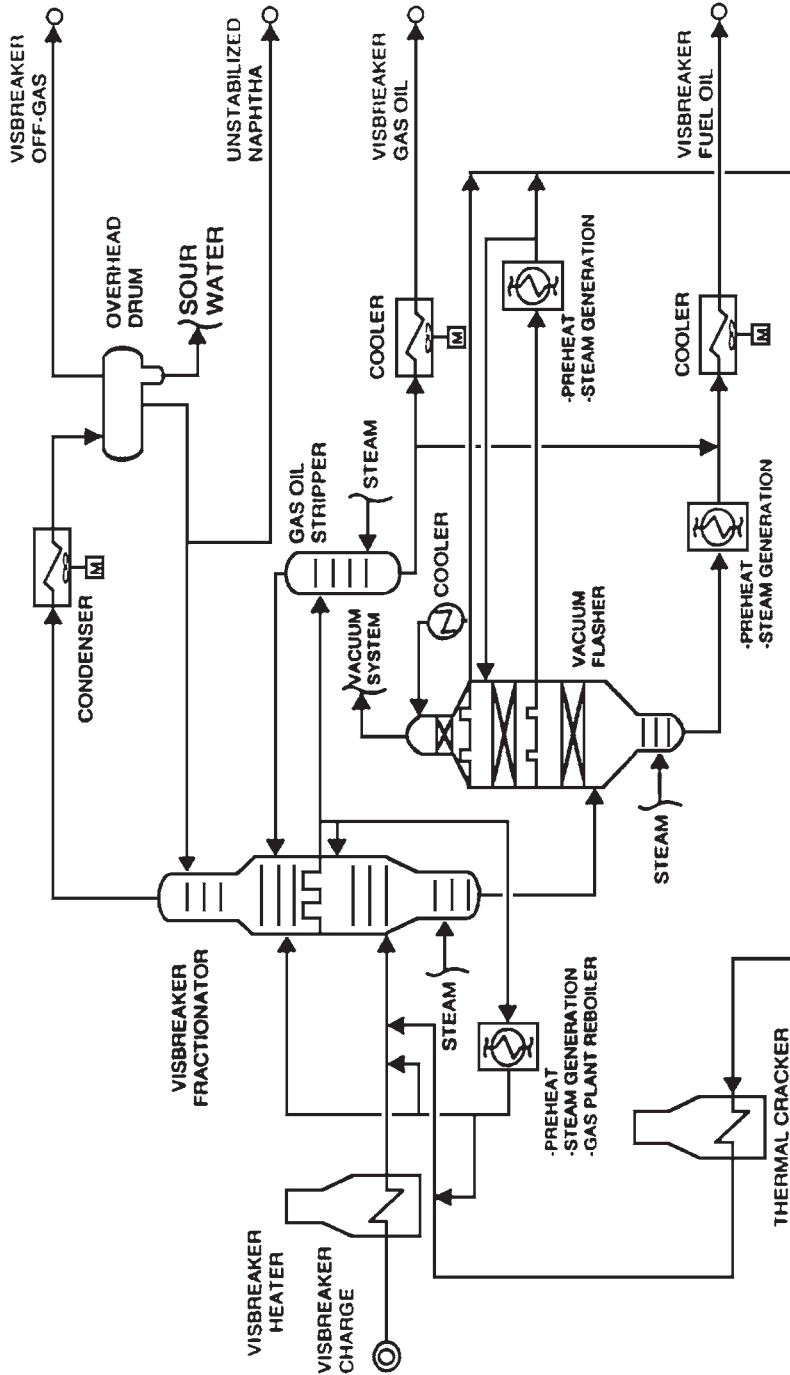 VISBREAKER
OFF-GAS
UNSTABILIZED
NAPHTHA
VISBREAKER
GAS OIL
VISBREAKER
FUEL OIL
OVERHEAD
DRUM
SOUR
WATER
CONDENSER
M
GAS OIL
STRIPPER
STEAM
COOLER
M
-PREHEAT
-STEAM GENERATION
COOLER
M
VACUUM
SYSTEM
COOLER
VACUUM
FLASHER
-PREHEAT
-STEAM GENERATION
STEAM
VISBREAKER
FRACTIONATOR
STEAM
-PREHEAT
-STEAM GENERATION
-GAS PLANT REBOILER
VISBREAKER
HEATER
VISBREAKER
CHARGE
THERMAL CRACKER